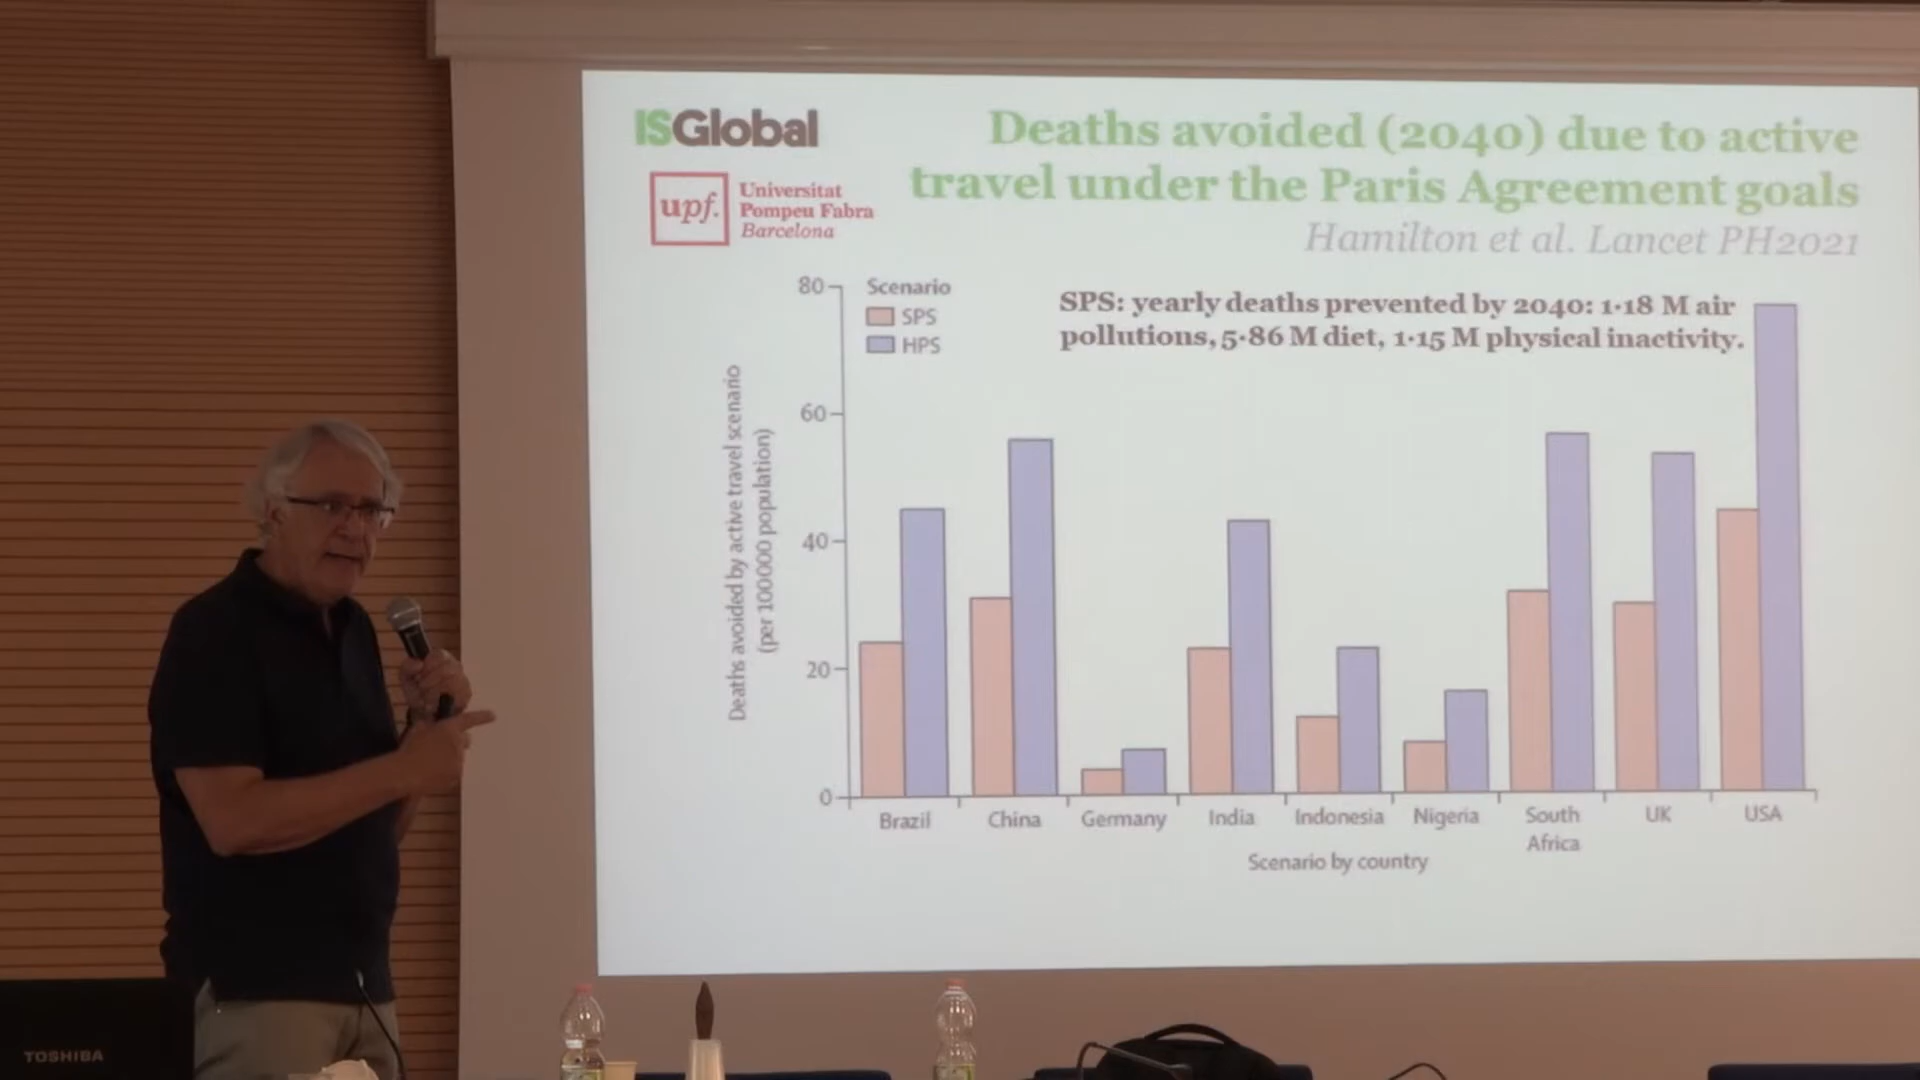 ISGlobal
upf.
Universitat
Pompeu Fabra
Barcelona
Deaths avoided (2040) due to active
travel under the Paris Agreement goals
Hamilton et al. Lancet PH2021
SPS: yearly deaths prevented by 2040: 1·18 M air
pollutions, 5·86 M diet, 1·15 M physical inactivity.
Scenario
SPS
HPS
Deaths avoided by active travel scenario
(per 100000 population)
80
60
40
20
0
Brazil
China
Germany
India
Indonesia
Nigeria
South
Africa
UK
USA
Scenario by country
TOSHIBA